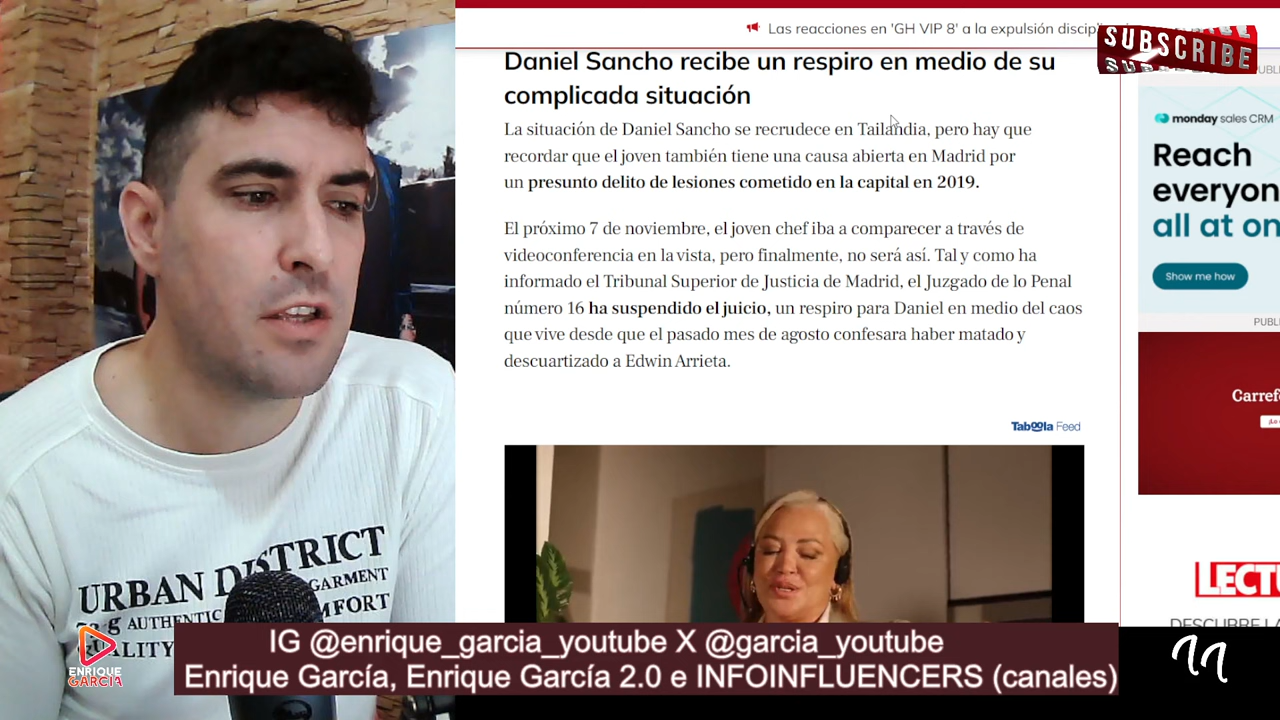 Las reacciones en 'GH VIP 8' a la expulsión
SUBSCRIBE
Daniel Sancho recibe un respiro en medio de su
complicada situación
La situación de Daniel Sancho se recrudece en Tailandia, pero hay que
recordar que el joven también tiene una causa abierta en Madrid por
un presunto delito de lesiones cometido en la capital en 2019.
El próximo 7 de noviembre, el joven chef iba a comparecer a través de
videoconferencia en la vista, pero finalmente, no será así. Tal y como ha
informado el Tribunal Superior de Justicia de Madrid, el Juzgado de lo Penal
número 16 ha suspendido el juicio, un respiro para Daniel en medio del caos
que vive desde que el pasado mes de agosto confesara haber matado y
descuartizado a Edwin Arrieta.
Taboola Feed
monday sales CRM
Reach
everyon
all at on
Show me how
PUBLI
Carrefo
LECTU
DESCUBRE LA
URBAN DISTRICT
GARMENT
AUTHENTIC
MFORT
UALITY
ENRIQUE
GARCÍA
IG @enrique_garcia_youtube X @garcia_youtube
Enrique García, Enrique García 2.0 e INFOINFLUENCERS (canales)